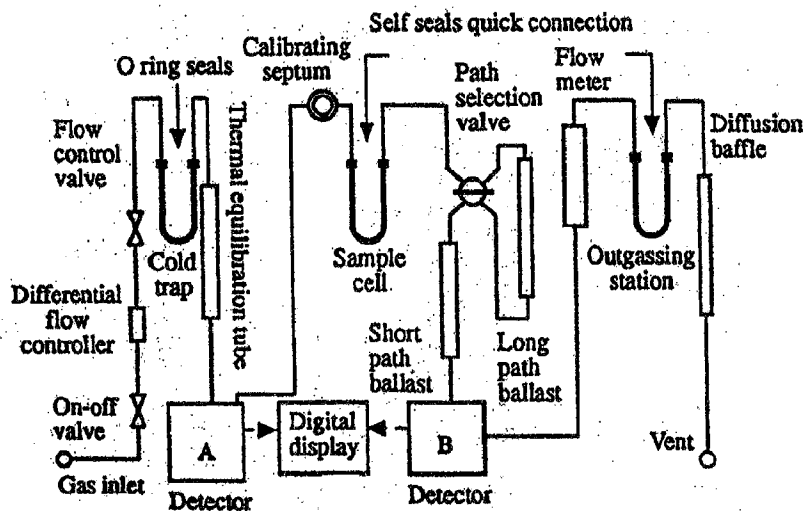 Self seals quick connection
Calibrating
septum
O ring seals
Flow
meter
Path
selection
valve
Thermal equilibration tube
Flow
control
valve
Diffusion
baffle
Cold
trap
Sample
cell
Outgassing
station
Differential
flow
controller
Short
path
ballast
Long
path
ballast
On-off
valve
A
Digital
display
B
Vent
Gas inlet
Detector
Detector